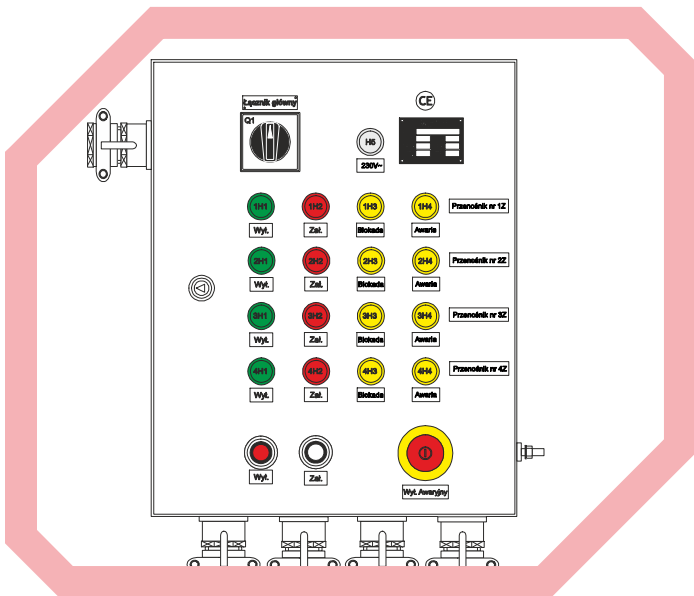 Łącznik główny
CE
Q1
H5
230V~
1H1 1H2 1H3 1H4 Przenośnik nr 1Z
Wył. Zał. Blokada Awaria
2H1 2H2 2H3 2H4 Przenośnik nr 2Z
Wył. Zał. Blokada Awaria
3H1 3H2 3H3 3H4 Przenośnik nr 3Z
Wył. Zał. Blokada Awaria
4H1 4H2 4H3 4H4 Przenośnik nr 4Z
Wył. Zał. Blokada Awaria
Wył. Zał. Wył. Awaryjny